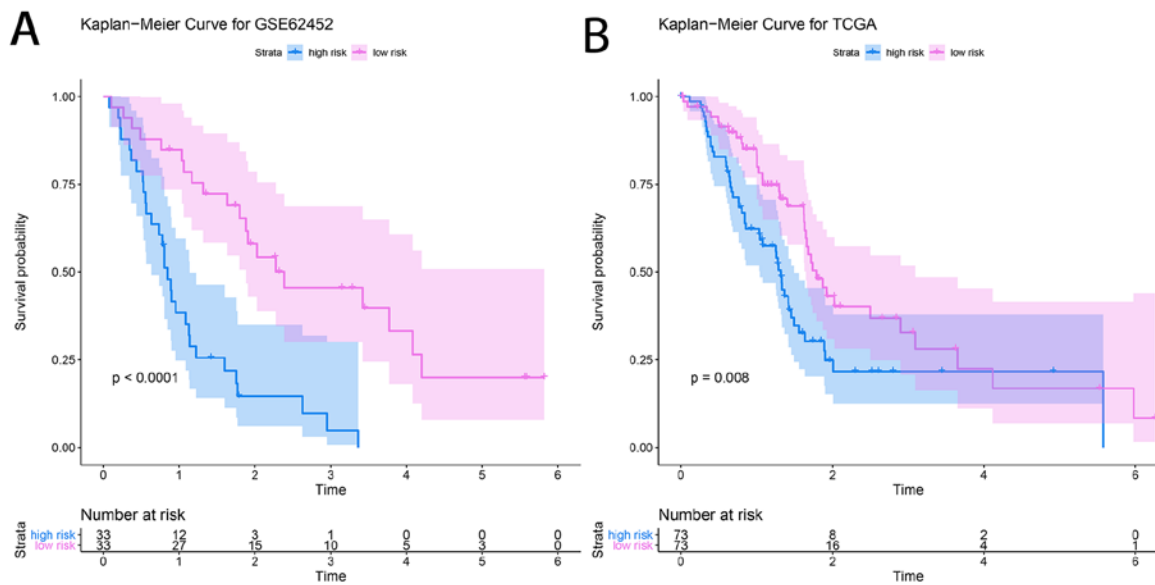 A
Kaplan-Meier Curve for GSE62452
Strata high risk low risk
1.00
0.75
0.50
0.25
0.00
Survival probability
p < 0.0001
0 1 2 3 4 5 6
Time
Number at risk
Strata
high risk 33 12 3 1 0 0 0
low risk 33 27 15 10 5 3 0
0 1 2 3 4 5 6
Time
B
Kaplan-Meier Curve for TCGA
Strata high risk low risk
1.00
0.75
0.50
0.25
0.00
Survival probability
p = 0.008
0 2 4 6
Time
Number at risk
Strata
high risk 73 8 2 0
low risk 73 16 4 1
0 2 4 6
Time